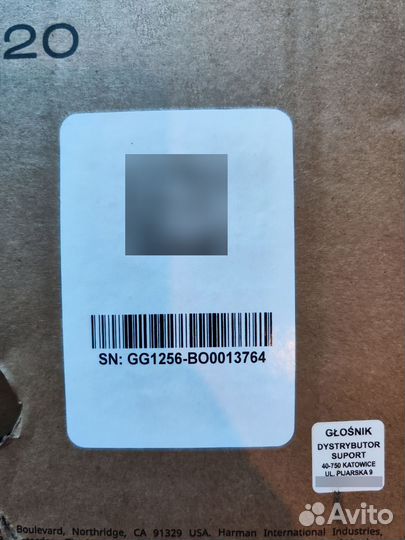 20
SN: GG1256-BO0013764
GŁOŚNIK
DYSTRYBUTOR
SUPORT
40-750 KATOWICE
UL. PIJARSKA 9
Boulevard, Northridge, CA 91329 USA. Harman International Industries,
Avito